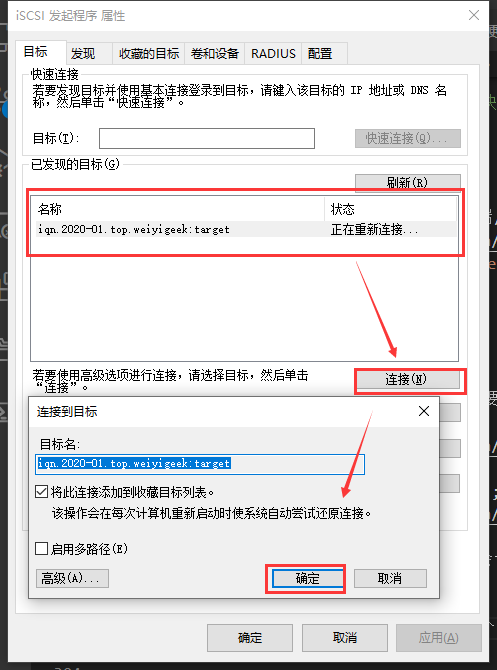 iSCSI 发起程序 属性
目标 发现 收藏的目标 卷和设备 RADIUS 配置
快速连接
若要发现目标并使用基本连接登录到目标，请键入该目标的 IP 地址或 DNS 名
称，然后单击“快速连接”。
目标(T):
快速连接(Q)...
已发现的目标(G)
刷新(R)
名称 状态
iqn.2020-01.top.weiyigeek:target 正在重新连接...
若要使用高级选项进行连接，请选择目标，然后单击
“连接”。
连接(N)
连接到目标
目标名:
iqn.2020-01.top.weiyigeek:target
将此连接添加到收藏目标列表。
该操作会在每次计算机重新启动时使系统自动尝试还原连接。
启用多路径(E)
高级(A)...
确定
取消
确定
取消
应用(A)